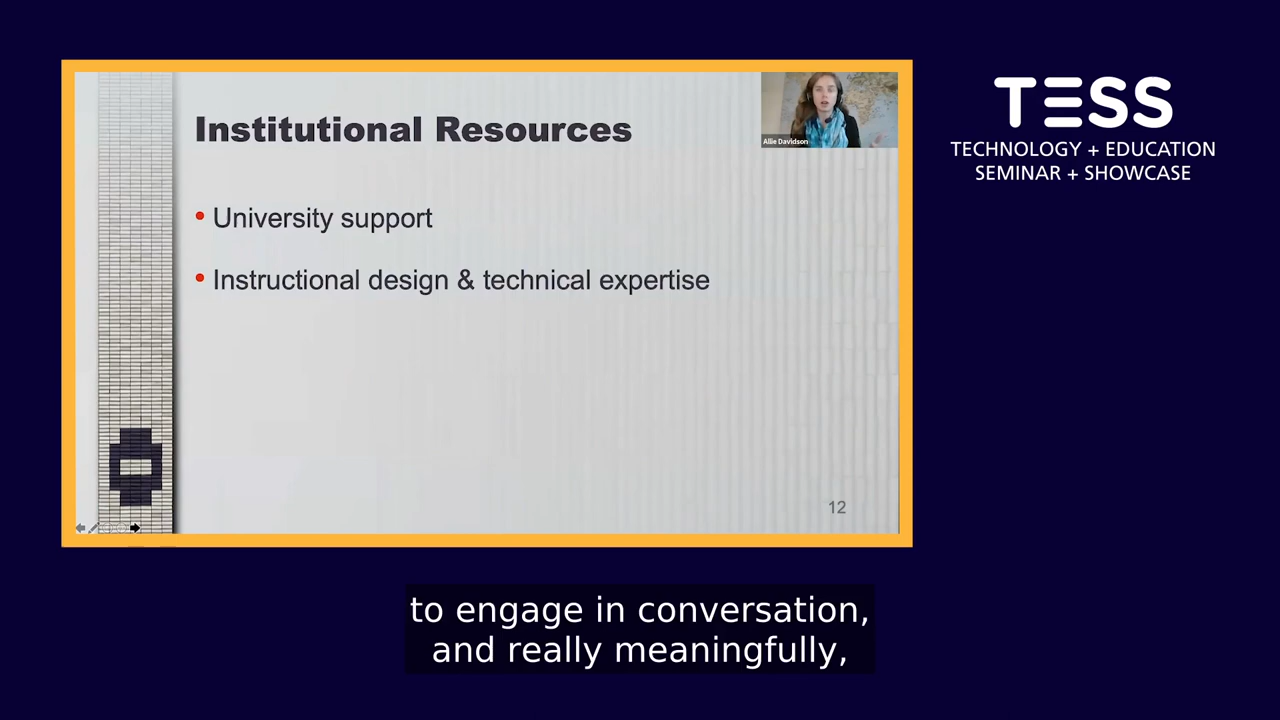 Institutional Resources
Allie Davidson
• University support
• Instructional design & technical expertise
12
TESS
TECHNOLOGY + EDUCATION
SEMINAR + SHOWCASE
to engage in conversation,
and really meaningfully,